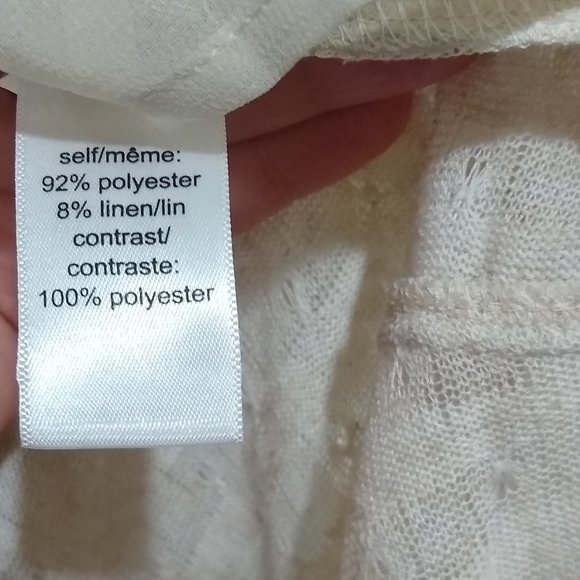 self/même:
92% polyester
8% linen/lin
contrast/
contraste:
100% polyester